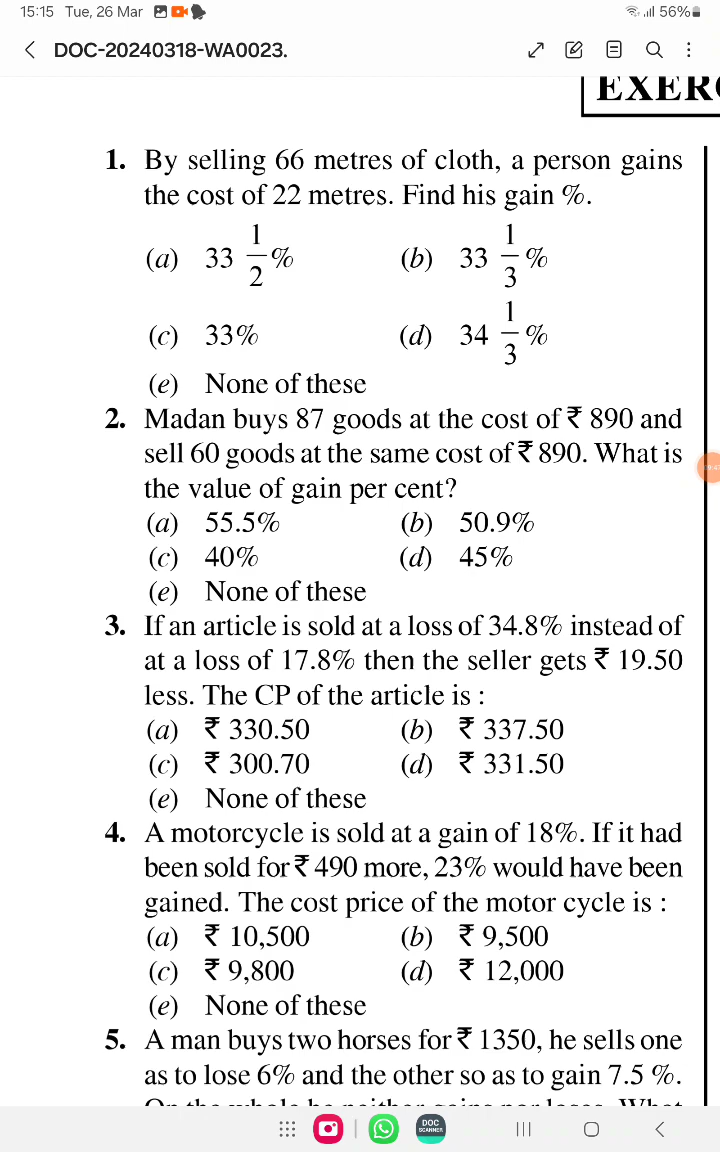 15:15 Tue, 26 Mar
56%
DOC-20240318-WA0023.
1. By selling 66 metres of cloth, a person gains
the cost of 22 metres. Find his gain %.
(a) 33 1/2 % (b) 33 1/3 %
(c) 33% (d) 34 1/3 %
(e) None of these
2. Madan buys 87 goods at the cost of ₹ 890 and
sell 60 goods at the same cost of ₹ 890. What is
the value of gain per cent?
(a) 55.5% (b) 50.9%
(c) 40% (d) 45%
(e) None of these
3. If an article is sold at a loss of 34.8% instead of
at a loss of 17.8% then the seller gets ₹ 19.50
less. The CP of the article is :
(a) ₹ 330.50 (b) ₹ 337.50
(c) ₹ 300.70 (d) ₹ 331.50
(e) None of these
4. A motorcycle is sold at a gain of 18%. If it had
been sold for ₹ 490 more, 23% would have been
gained. The cost price of the motor cycle is :
(a) ₹ 10,500 (b) ₹ 9,500
(c) ₹ 9,800 (d) ₹ 12,000
(e) None of these
5. A man buys two horses for ₹ 1350, he sells one
as to lose 6% and the other so as to gain 7.5 %.
DOC
SCANNER